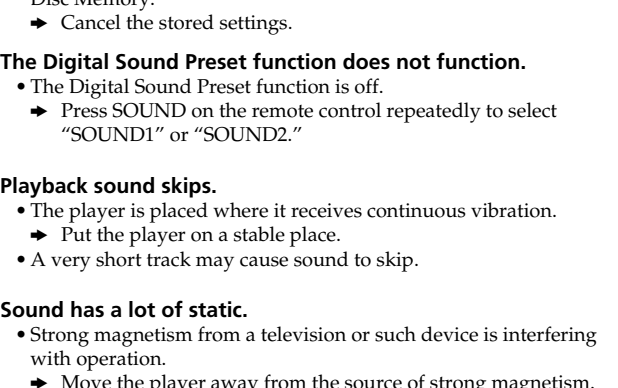 Disc Memory.
➜ Cancel the stored settings.
The Digital Sound Preset function does not function.
• The Digital Sound Preset function is off.
➜ Press SOUND on the remote control repeatedly to select
“SOUND1” or “SOUND2.”
Playback sound skips.
• The player is placed where it receives continuous vibration.
➜ Put the player on a stable place.
• A very short track may cause sound to skip.
Sound has a lot of static.
• Strong magnetism from a television or such device is interfering
with operation.
➜ Move the player away from the source of strong magnetism.